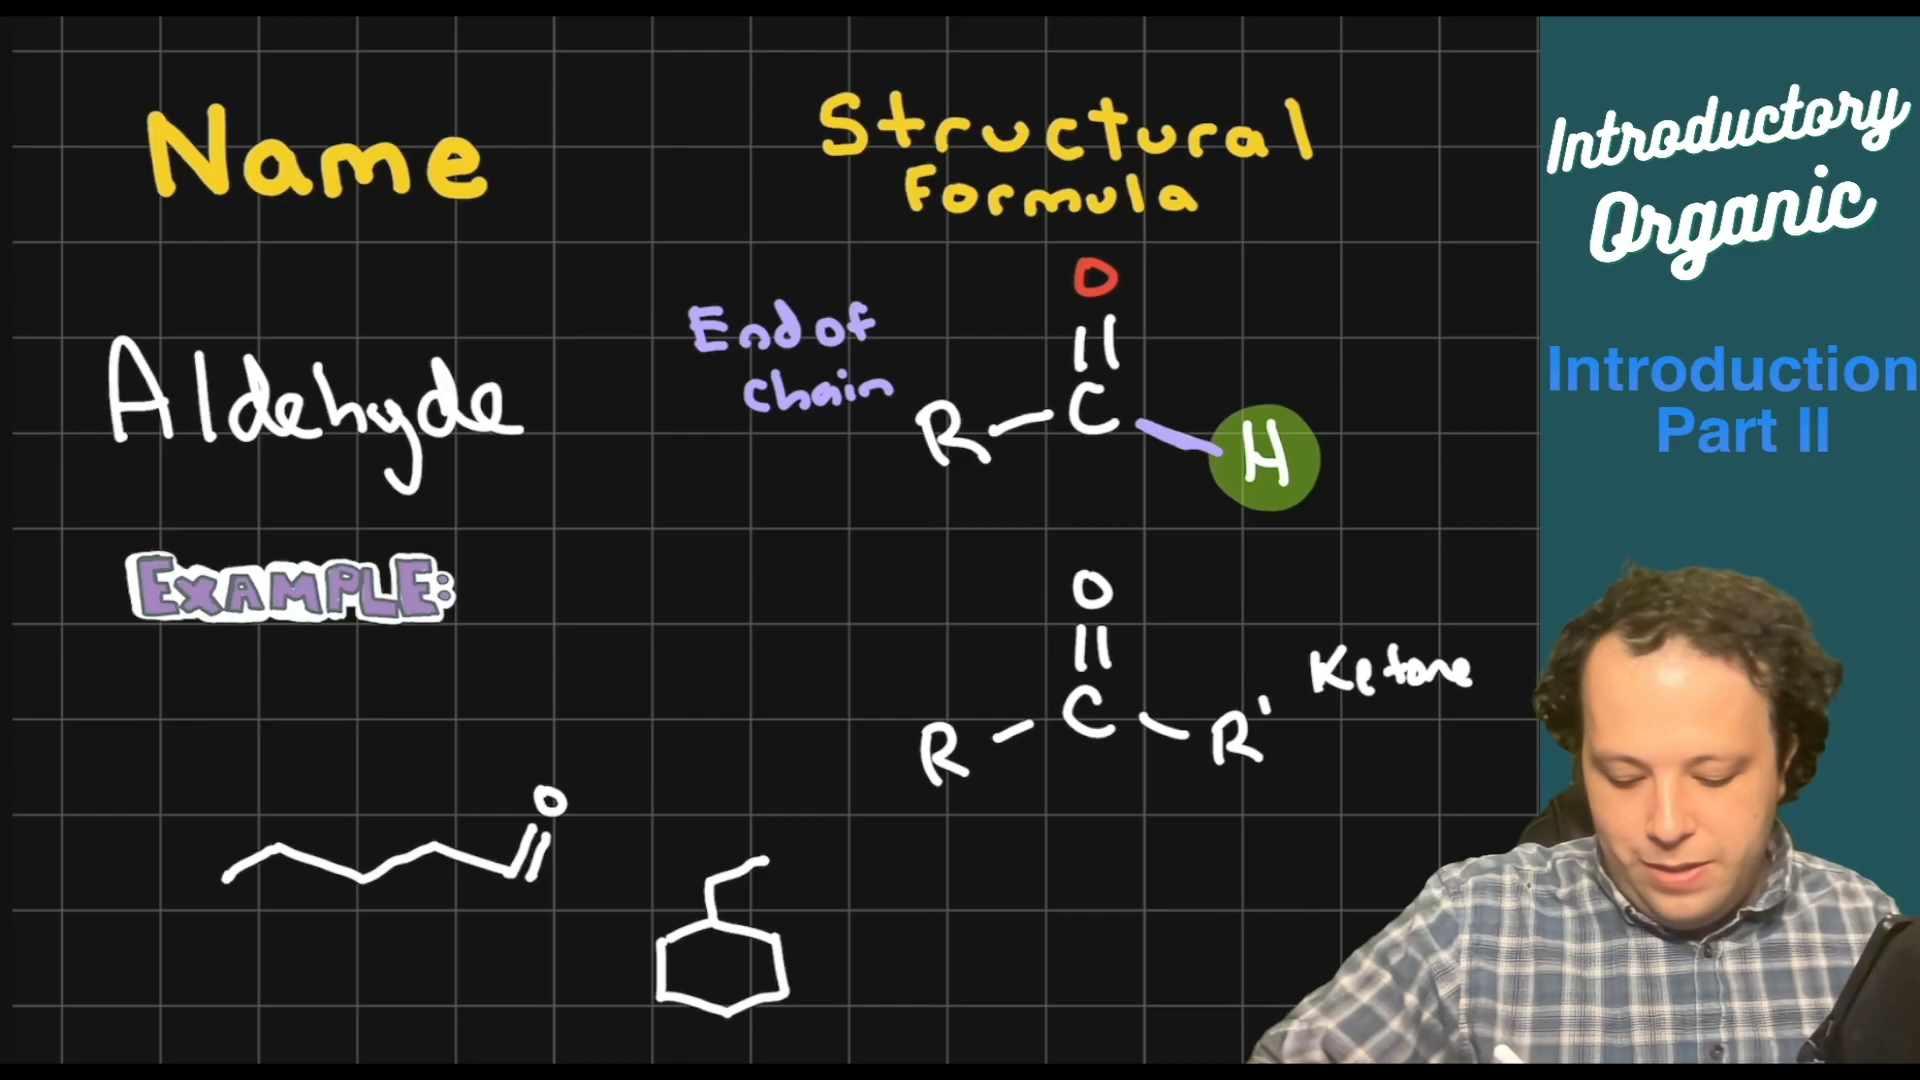 Name
Structural
Formula
Aldehyde
End of
chain
O
R
C
H
EXAMPLE:
O
R
C
R'
Ketone
O
Introductory
Organic
Introduction
Part II